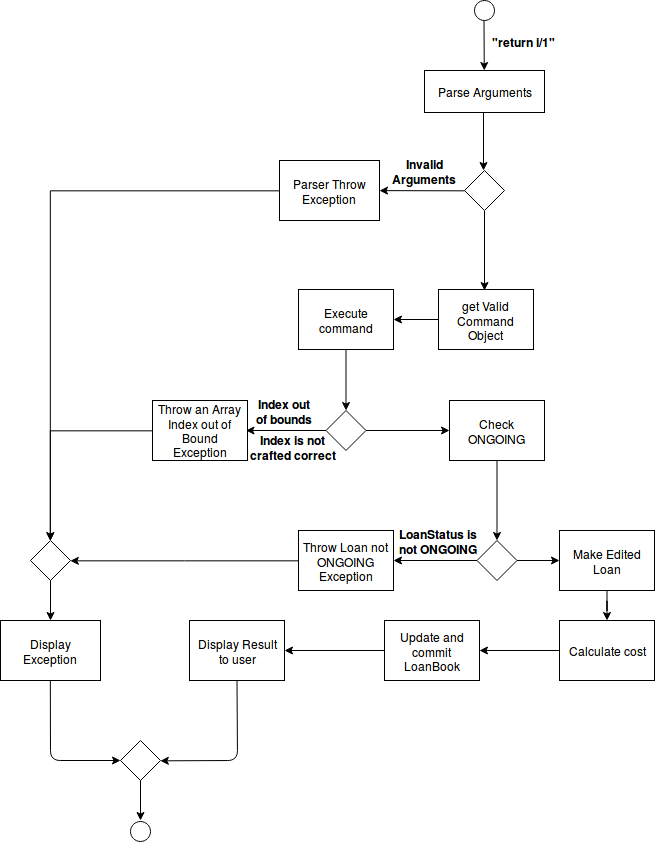 "return i/1"
Parse Arguments
Invalid
Arguments
Parser Throw
Exception
get Valid
Command
Object
Execute
command
Index out
of bounds
Index is not
crafted correct
Throw an Array
Index out of
Bound
Exception
Check
ONGOING
LoanStatus is
not ONGOING
Throw Loan not
ONGOING
Exception
Make Edited
Loan
Display
Exception
Display Result
to user
Update and
commit
LoanBook
Calculate cost